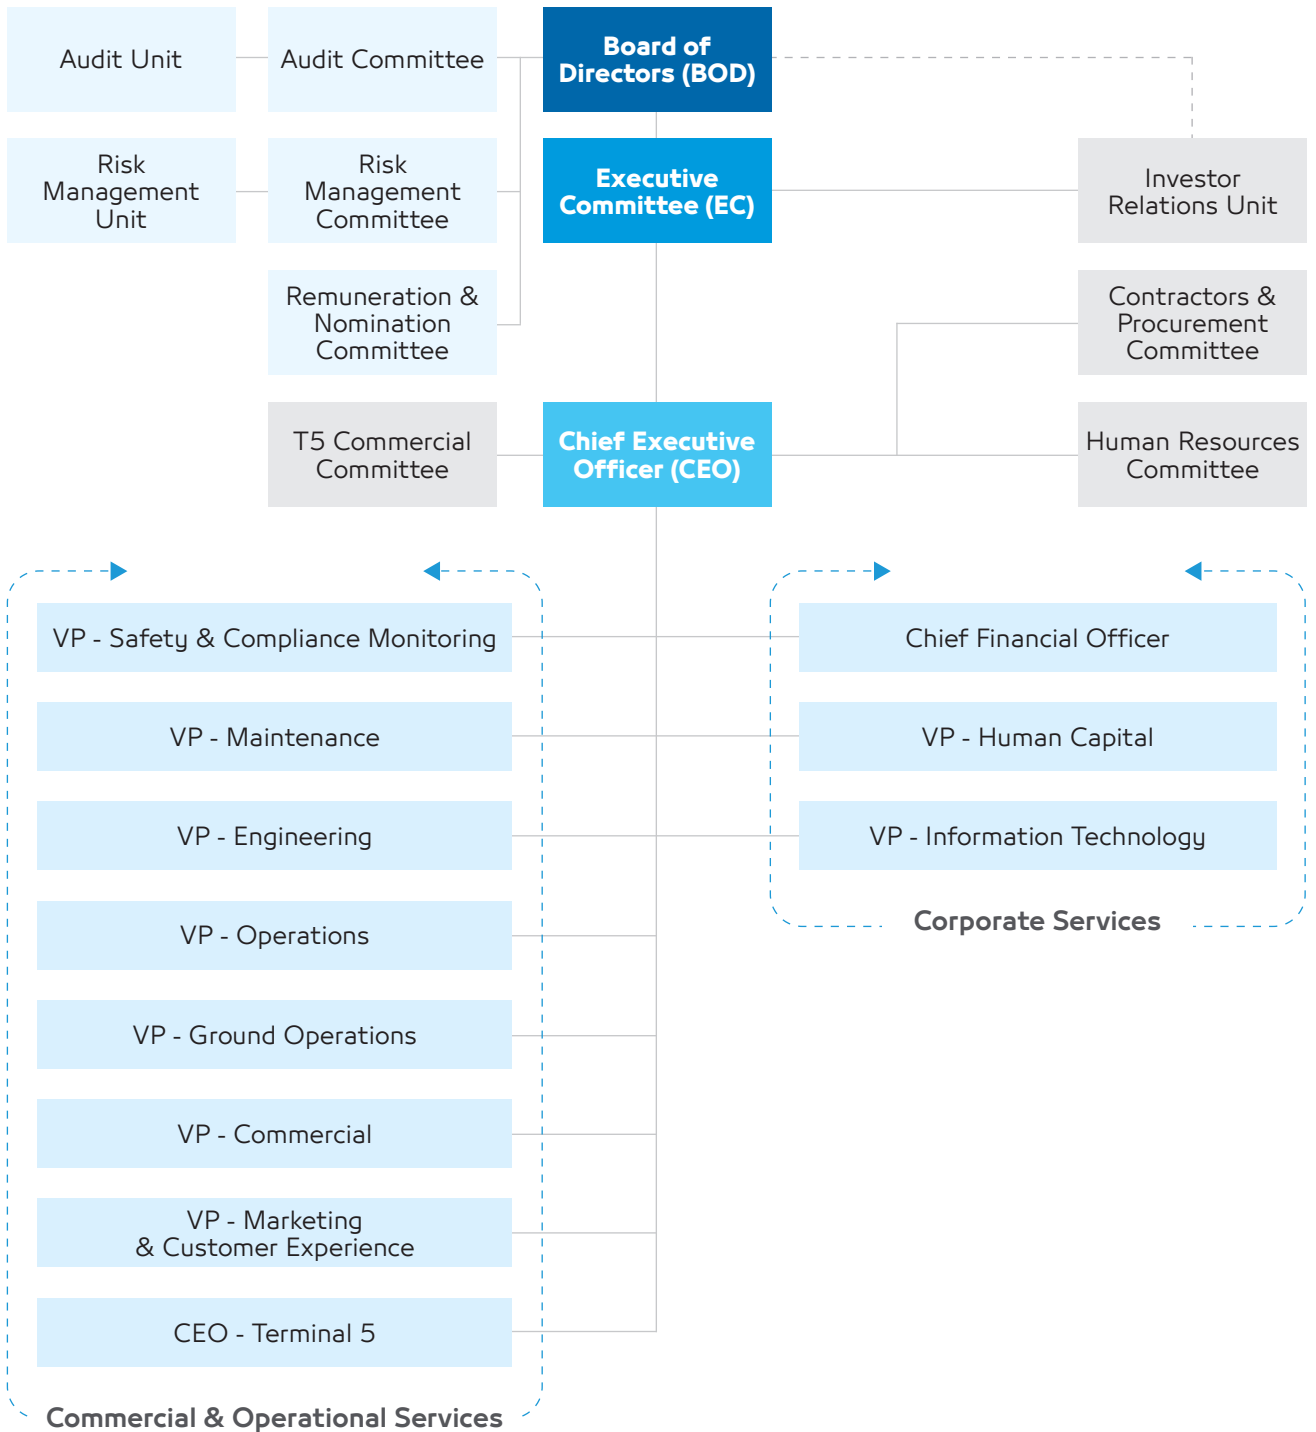 Audit Unit
Audit Committee
Board of
Directors (BOD)
Risk
Management
Unit
Risk
Management
Committee
Executive
Committee (EC)
Investor
Relations Unit
Remuneration &
Nomination
Committee
Contractors &
Procurement
Committee
T5 Commercial
Committee
Chief Executive
Officer (CEO)
Human Resources
Committee
VP - Safety & Compliance Monitoring
VP - Maintenance
VP - Engineering
VP - Operations
VP - Ground Operations
VP - Commercial
VP - Marketing
& Customer Experience
CEO - Terminal 5
Commercial & Operational Services
Chief Financial Officer
VP - Human Capital
VP - Information Technology
Corporate Services